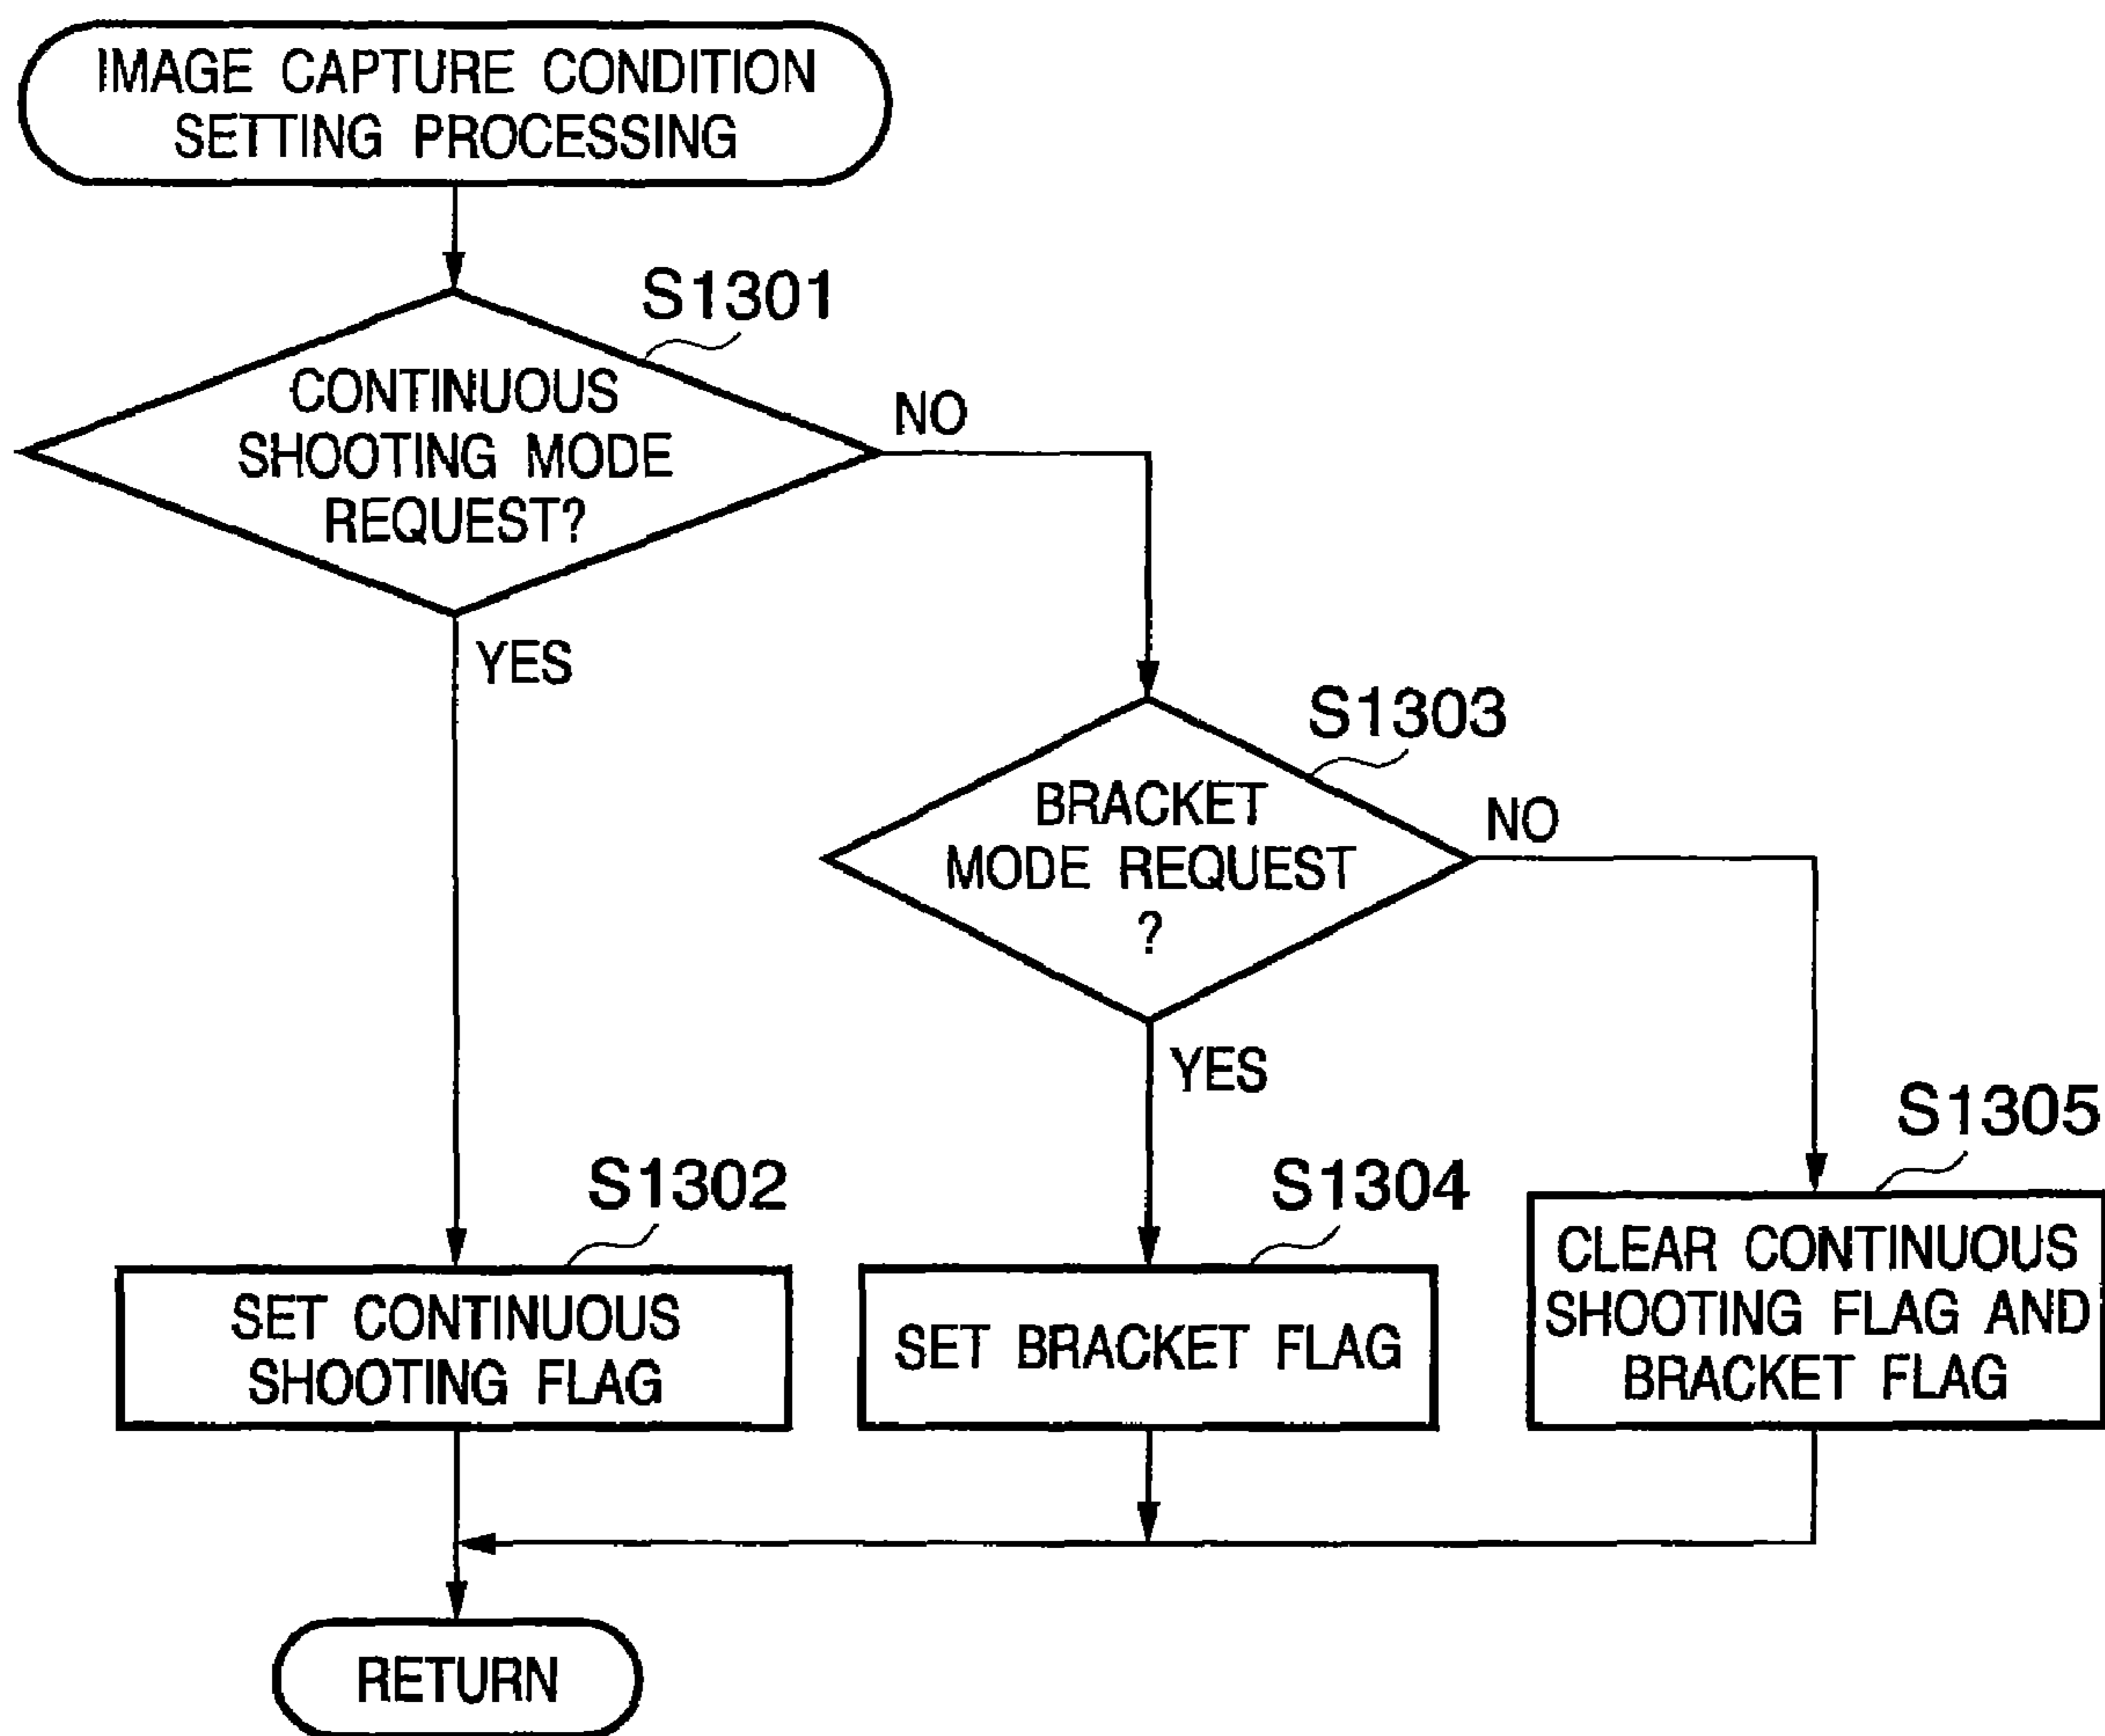 IMAGE CAPTURE CONDITION
SETTING PROCESSING
S1301
CONTINUOUS
SHOOTING MODE
REQUEST?
NO
YES
S1303
BRACKET
MODE REQUEST
?
NO
YES
S1302
SET CONTINUOUS
SHOOTING FLAG
S1304
SET BRACKET FLAG
S1305
CLEAR CONTINUOUS
SHOOTING FLAG AND
BRACKET FLAG
RETURN